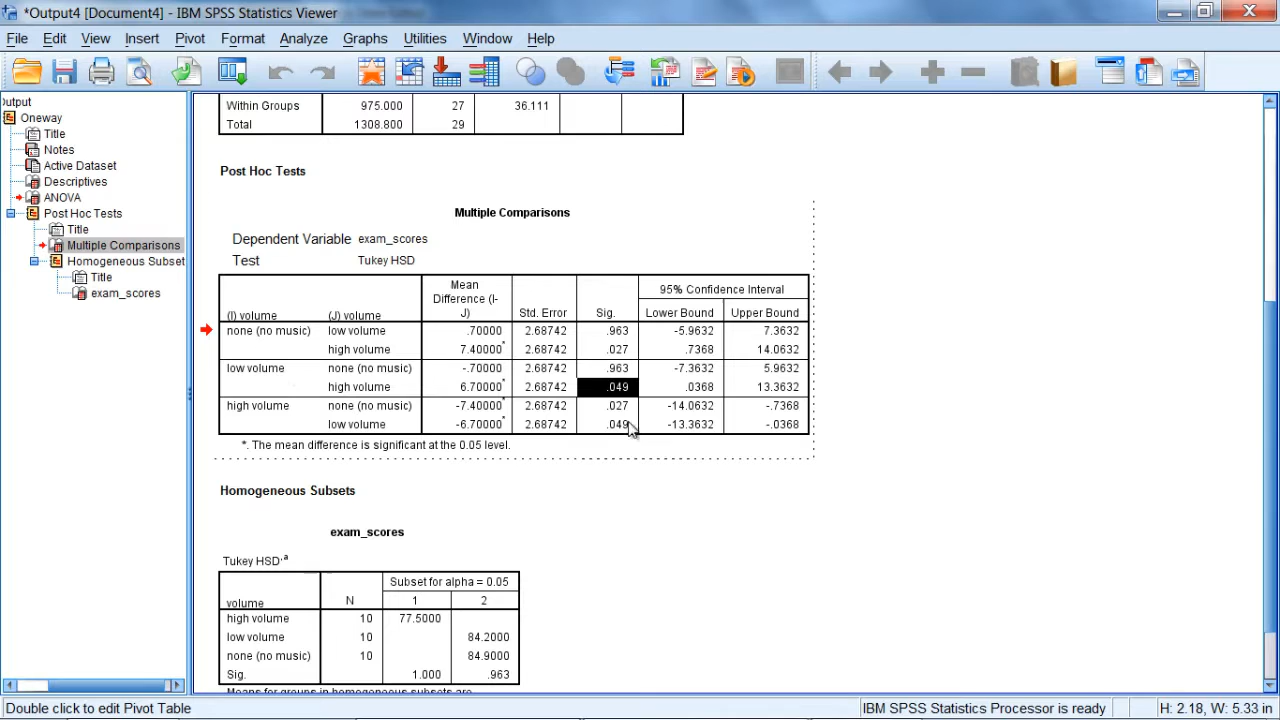 *Output4 [Document4] - IBM SPSS Statistics Viewer
File Edit View Insert Pivot Format Analyze Graphs Utilities Window Help
utput
Oneway
Title
Notes
Active Dataset
Descriptives
ANOVA
Post Hoc Tests
Title
Multiple Comparisons
Homogeneous Subset
Title
exam_scores
Within Groups 975.000 27 36.111
Total 1308.800 29
Post Hoc Tests
Multiple Comparisons
Dependent Variable exam_scores
Test Tukey HSD
(I) volume (J) volume Mean Difference (I-J) Std. Error Sig. 95% Confidence Interval
Lower Bound Upper Bound
none (no music) low volume .70000 2.68742 .963 -5.9632 7.3632
high volume 7.40000* 2.68742 .027 .7368 14.0632
low volume none (no music) -.70000 2.68742 .963 -7.3632 5.9632
high volume 6.70000* 2.68742 .049 .0368 13.3632
high volume none (no music) -7.40000* 2.68742 .027 -14.0632 -.7368
low volume -6.70000* 2.68742 .049 -13.3632 -.0368
*. The mean difference is significant at the 0.05 level.
Homogeneous Subsets
exam_scores
Tukey HSD,a
volume N Subset for alpha = 0.05
1 2
high volume 10 77.5000
low volume 10 84.2000
none (no music) 10 84.9000
Sig. 1.000 .963
Means for groups in homogeneous subsets are
Double click to edit Pivot Table IBM SPSS Statistics Processor is ready H: 2.18, W: 5.33 in